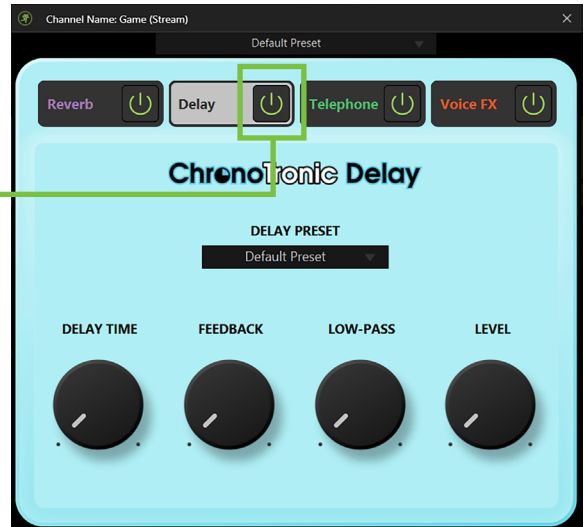 Channel Name: Game (Stream)
Default Preset
Reverb Delay Telephone Voice FX
ChronoTronic Delay
DELAY PRESET
Default Preset
DELAY TIME FEEDBACK LOW-PASS LEVEL